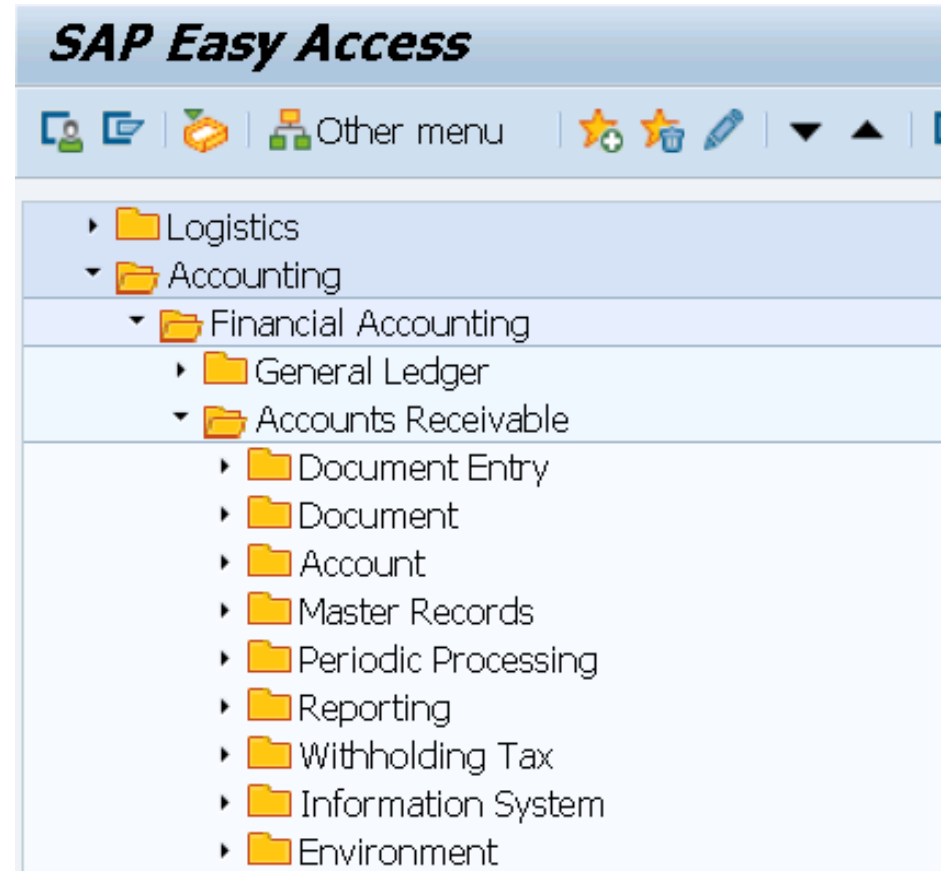 SAP Easy Access
Other menu
Logistics
Accounting
Financial Accounting
General Ledger
Accounts Receivable
Document Entry
Document
Account
Master Records
Periodic Processing
Reporting
Withholding Tax
Information System
Environment